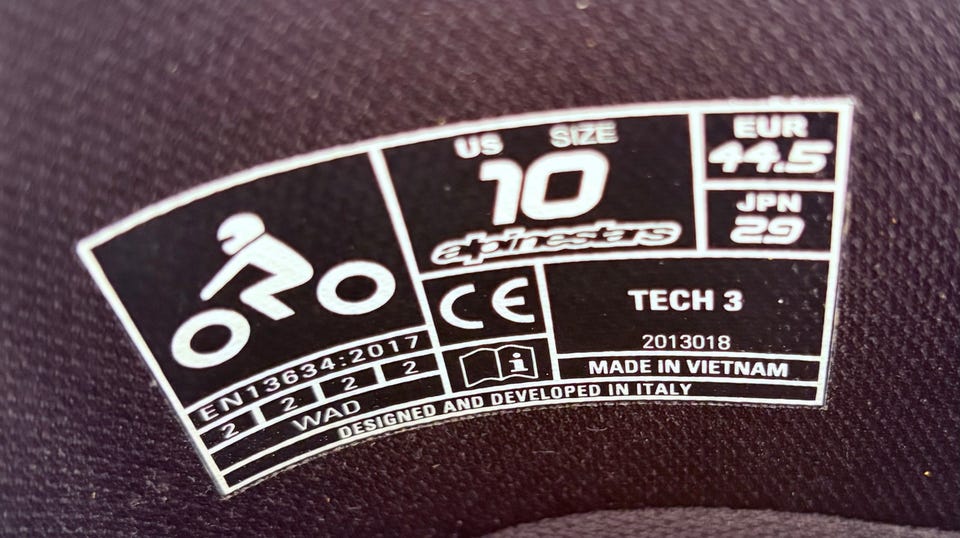 US SIZE
10
alpinestars
EUR
44.5
JPN
29
CE
TECH 3
2013018
MADE IN VIETNAM
EN13634:2017
2 2 2 2
WAD
i
DESIGNED AND DEVELOPED IN ITALY